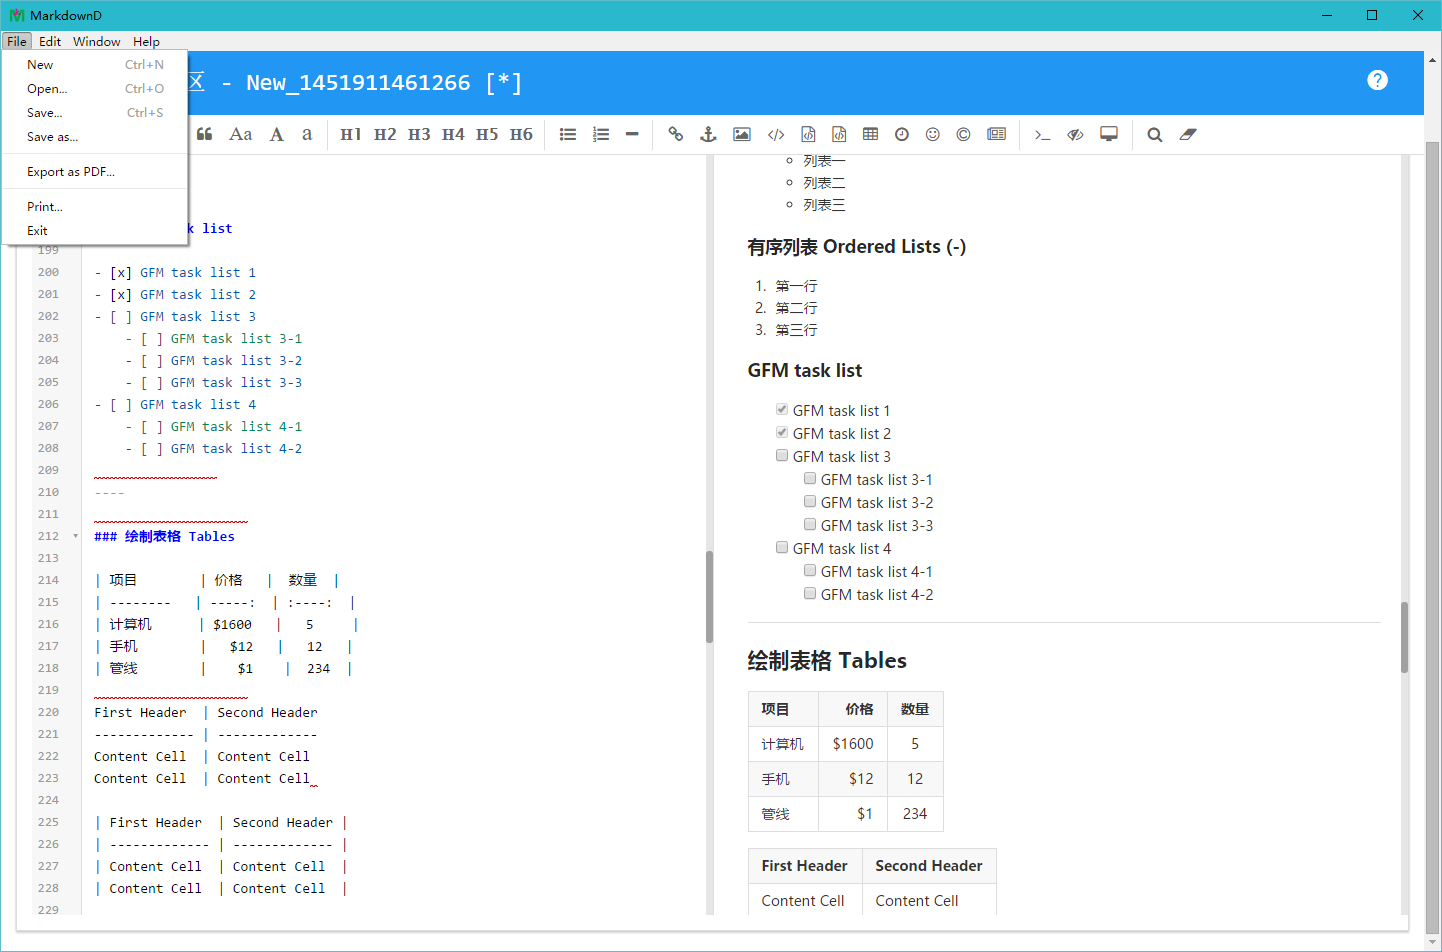 MarkdownD
File Edit Window Help
New Ctrl+N
Open... Ctrl+O
Save... Ctrl+S
Save as...
Export as PDF...
Print...
Exit
区 - New_1451911461266 [*]
?
Aa A a H1 H2 H3 H4 H5 H6
k list
199
200 - [x] GFM task list 1
201 - [x] GFM task list 2
202 - [ ] GFM task list 3
203 - [ ] GFM task list 3-1
204 - [ ] GFM task list 3-2
205 - [ ] GFM task list 3-3
206 - [ ] GFM task list 4
207 - [ ] GFM task list 4-1
208 - [ ] GFM task list 4-2
209
210 ----
211
212 ### 绘制表格 Tables
213
214 | 项目 | 价格 | 数量 |
215 | -------- | -----: | :----: |
216 | 计算机 | $1600 | 5 |
217 | 手机 | $12 | 12 |
218 | 管线 | $1 | 234 |
219
220 First Header | Second Header
221 ------------- | -------------
222 Content Cell | Content Cell
223 Content Cell | Content Cell
224
225 | First Header | Second Header |
226 | ------------- | ------------- |
227 | Content Cell | Content Cell |
228 | Content Cell | Content Cell |
229
列表一
列表二
列表三
有序列表 Ordered Lists (-)
1. 第一行
2. 第二行
3. 第三行
GFM task list
GFM task list 1
GFM task list 2
GFM task list 3
GFM task list 3-1
GFM task list 3-2
GFM task list 3-3
GFM task list 4
GFM task list 4-1
GFM task list 4-2
绘制表格 Tables
项目 价格 数量
计算机 $1600 5
手机 $12 12
管线 $1 234
First Header Second Header
Content Cell Content Cell